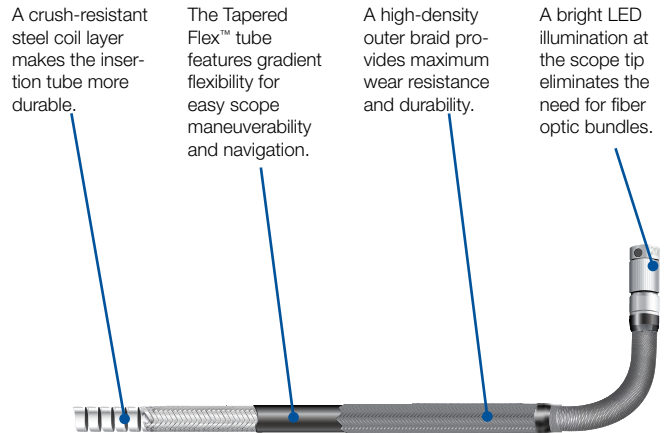 A crush-resistant
steel coil layer
makes the inser-
tion tube more
durable.
The Tapered
Flex™ tube
features gradient
flexibility for
easy scope
maneuverability
and navigation.
A high-density
outer braid pro-
vides maximum
wear resistance
and durability.
A bright LED
illumination at
the scope tip
eliminates the
need for fiber
optic bundles.